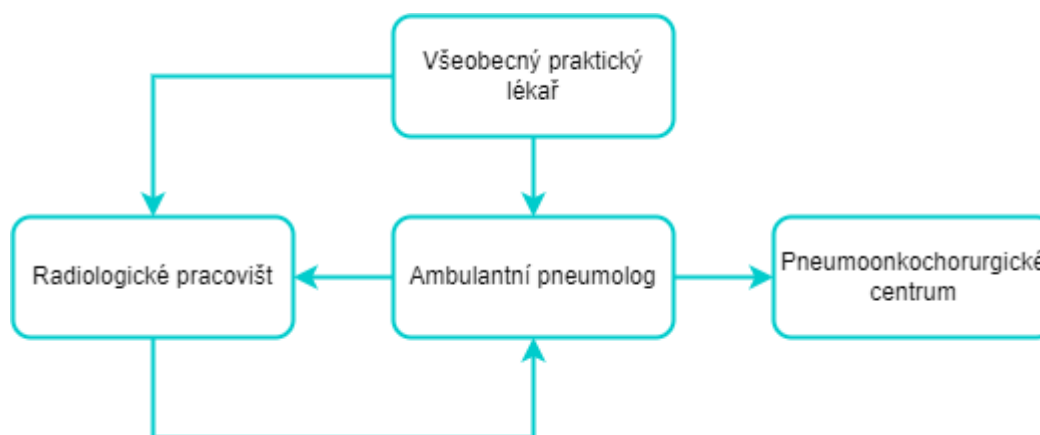 Všeobecný praktický
lékař
Radiologické pracovišt
Ambulantní pneumolog
Pneumoonkochorurgické
centrum